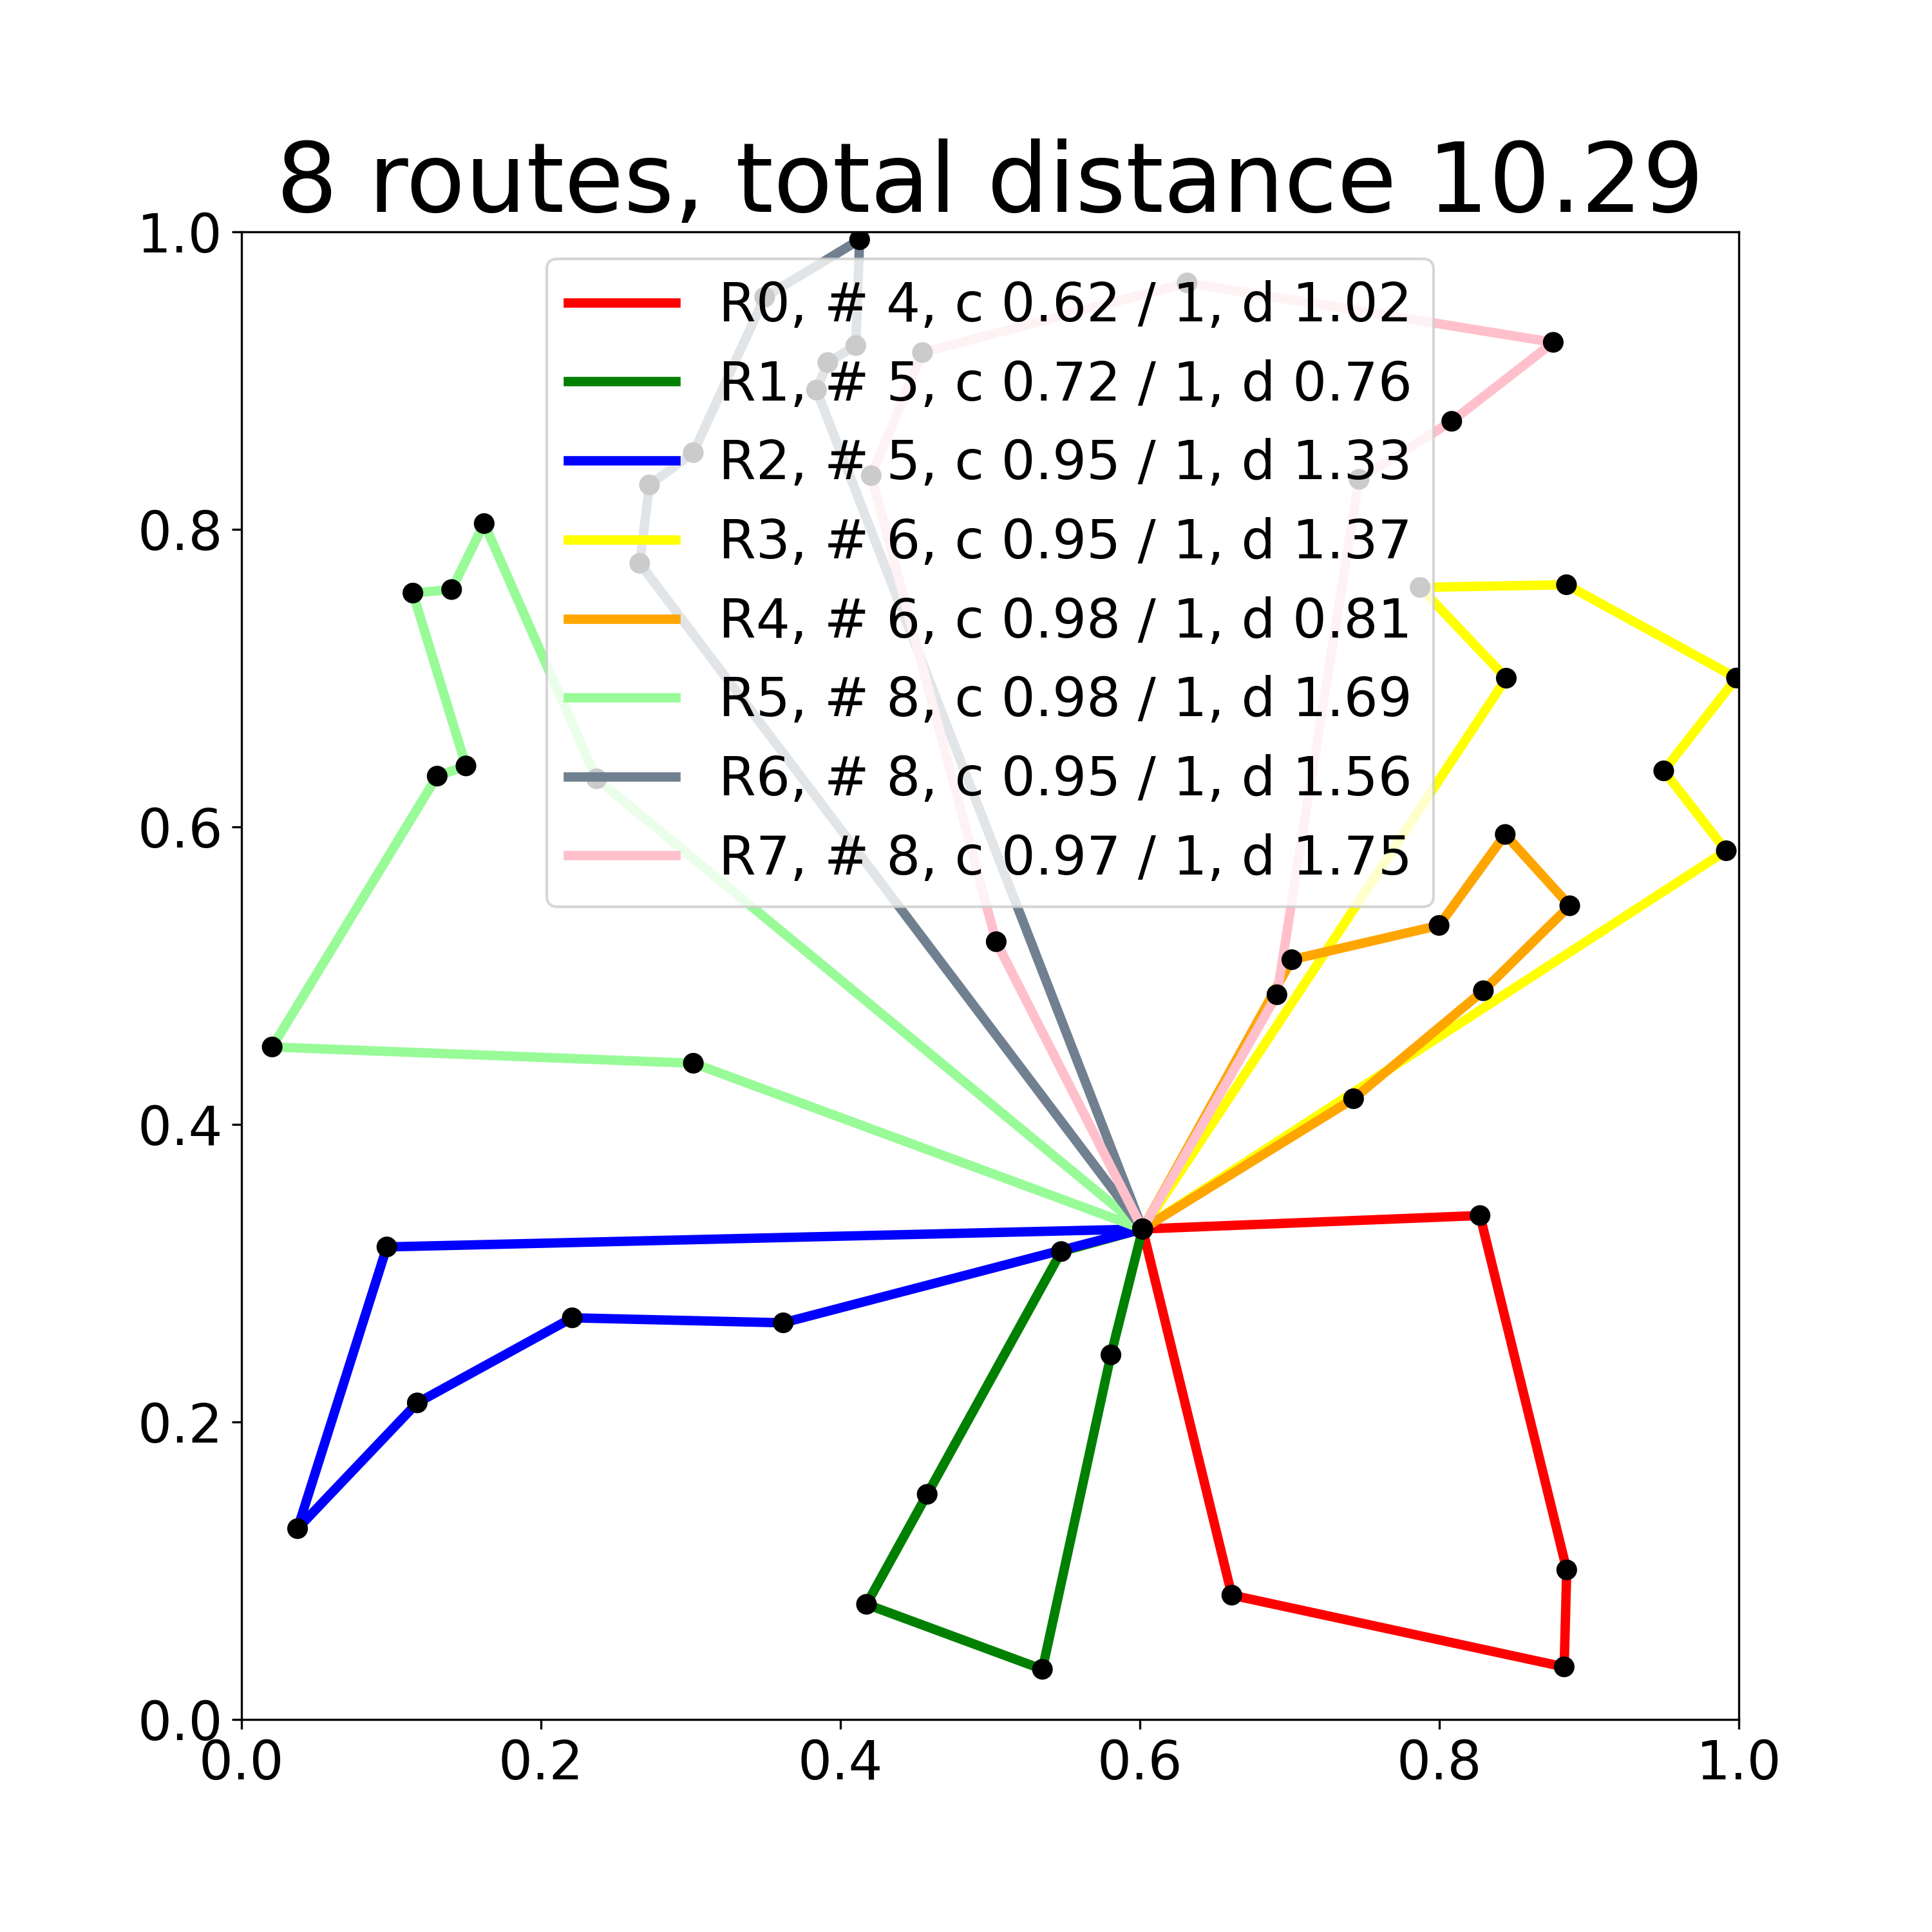 8 routes, total distance 10.29
1.0
0.8
0.6
0.4
0.2
0.0
R0, # 4, c 0.62 / 1, d 1.02
R1, # 5, c 0.72 / 1, d 0.76
R2, # 5, c 0.95 / 1, d 1.33
R3, # 6, c 0.95 / 1, d 1.37
R4, # 6, c 0.98 / 1, d 0.81
R5, # 8, c 0.98 / 1, d 1.69
R6, # 8, c 0.95 / 1, d 1.56
R7, # 8, c 0.97 / 1, d 1.75
0.0 0.2 0.4 0.6 0.8 1.0